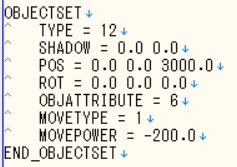 OBJECTSET↓
^   TYPE = 12↓
^   SHADOW = 0.0 0.0↓
^   POS = 0.0 0.0 3000.0↓
^   ROT = 0.0 0.0 0.0↓
^   OBJATTRIBUTE = 6↓
^   MOVETYPE = 1↓
^   MOVEPOWER = -200.0↓
END_OBJECTSET↓